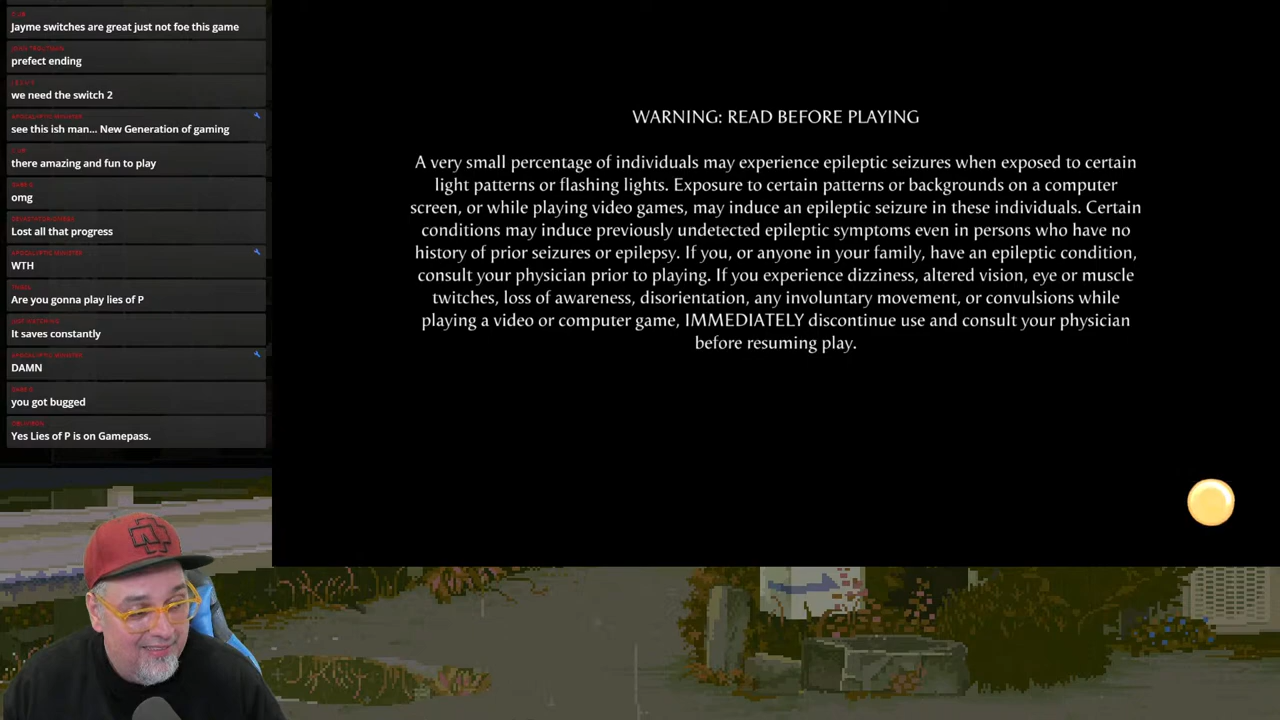 Jayme switches are great just not foe this game
prefect ending
we need the switch 2
see this ish man... New Generation of gaming
there amazing and fun to play
omg
Lost all that progress
WTH
Are you gonna play lies of P
It saves constantly
DAMN
you got bugged
Yes Lies of P is on Gamepass.
WARNING: READ BEFORE PLAYING
A very small percentage of individuals may experience epileptic seizures when exposed to certain
light patterns or flashing lights. Exposure to certain patterns or backgrounds on a computer
screen, or while playing video games, may induce an epileptic seizure in these individuals. Certain
conditions may induce previously undetected epileptic symptoms even in persons who have no
history of prior seizures or epilepsy. If you, or anyone in your family, have an epileptic condition,
consult your physician prior to playing. If you experience dizziness, altered vision, eye or muscle
twitches, loss of awareness, disorientation, any involuntary movement, or convulsions while
playing a video or computer game, IMMEDIATELY discontinue use and consult your physician
before resuming play.